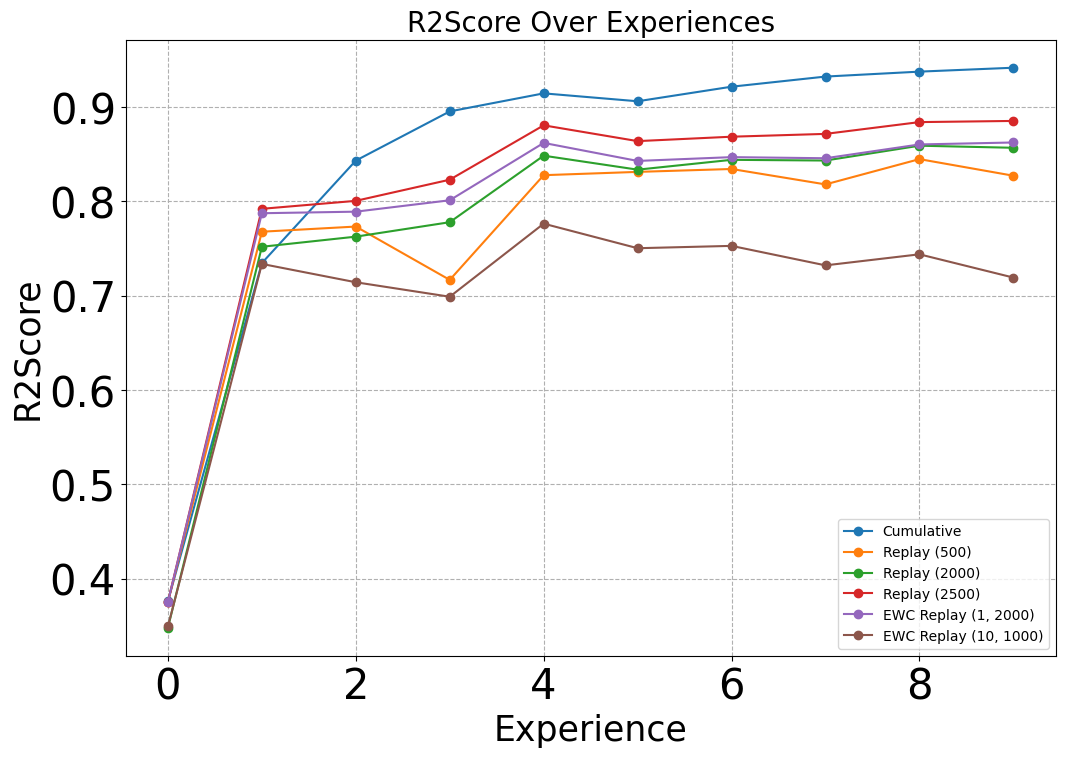 R2Score Over Experiences
R2Score
0.9
0.8
0.7
0.6
0.5
0.4
0
2
4
6
8
Experience
Cumulative
Replay (500)
Replay (2000)
Replay (2500)
EWC Replay (1, 2000)
EWC Replay (10, 1000)